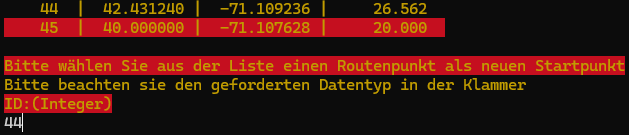 44 | 42.431240 | -71.109236 | 26.562
45 | 40.000000 | -71.107628 | 20.000
Bitte wählen Sie aus der Liste einen Routenpunkt als neuen Startpunkt
Bitte beachten sie den geforderten Datentyp in der Klammer
ID:(Integer)
44